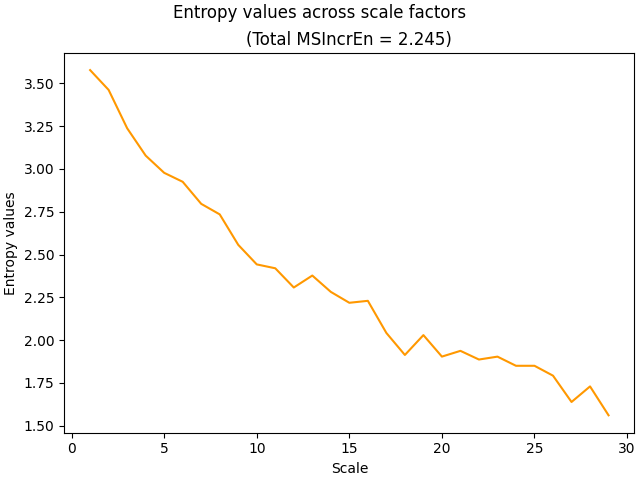 Entropy values across scale factors
(Total MSIncrEn = 2.245)
3.50
3.25
3.00
2.75
2.50
2.25
2.00
1.75
1.50
Entropy values
0 5 10 15 20 25 30
Scale